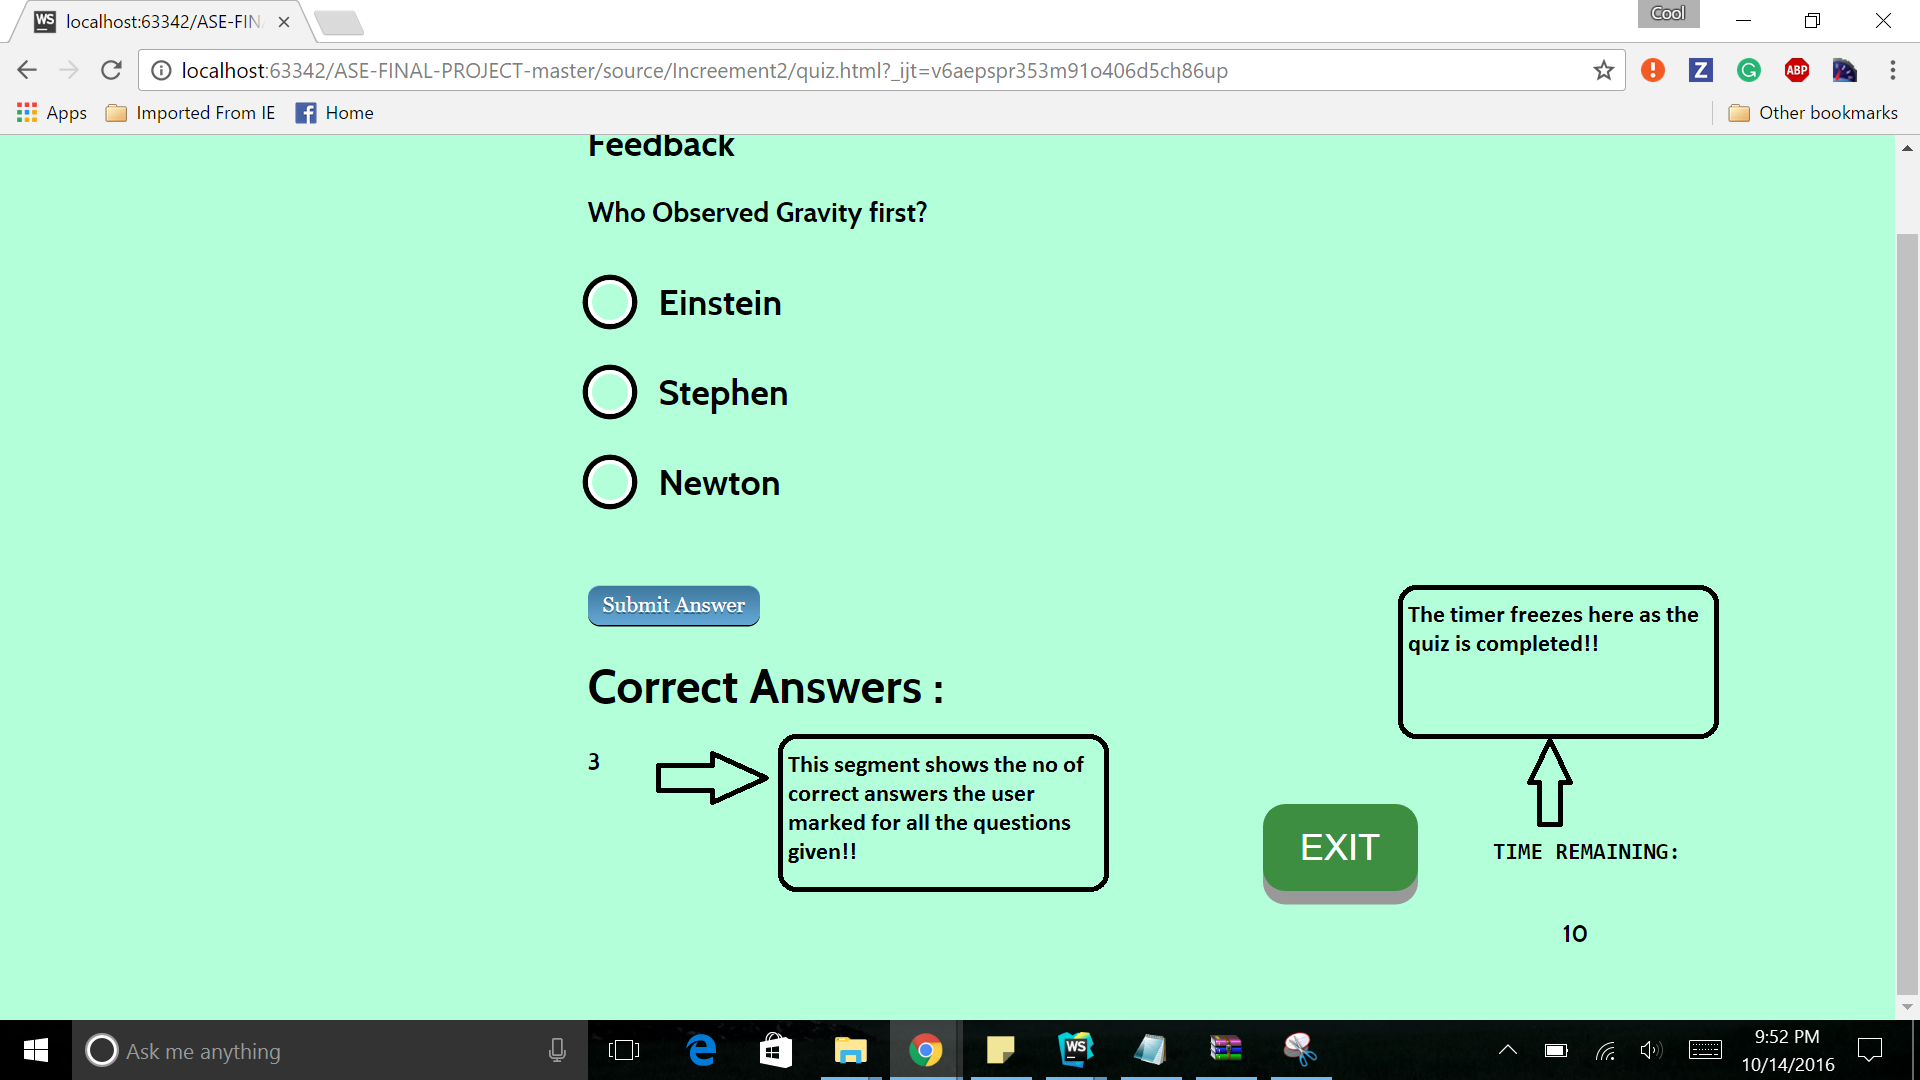 WS localhost:63342/ASE-FIN
Cool
localhost:63342/ASE-FINAL-PROJECT-master/source/Increement2/quiz.html?_ijt=v6aepspr353m91o406d5ch86up
Z
G
ABP
Apps
Imported From IE
Home
Other bookmarks
Feedback
Who Observed Gravity first?
Einstein
Stephen
Newton
Submit Answer
The timer freezes here as the
quiz is completed!!
Correct Answers :
3
This segment shows the no of
correct answers the user
marked for all the questions
given!!
EXIT
TIME REMAINING:
10
Ask me anything
WS
9:52 PM
10/14/2016